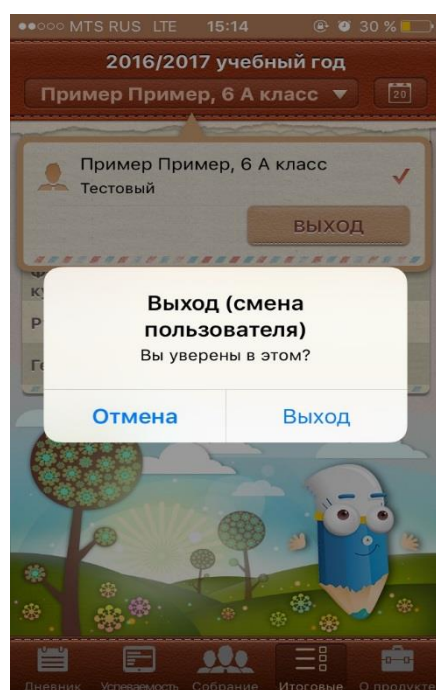 MTS RUS LTE 15:14 30 %
2016/2017 учебный год
Пример Пример, 6 А класс
20
Пример Пример, 6 А класс
Тестовый
ВЫХОД
Выход (смена
пользователя)
Вы уверены в этом?
Отмена Выход
Дневник Успеваемость Собрание Итоговые О продукте